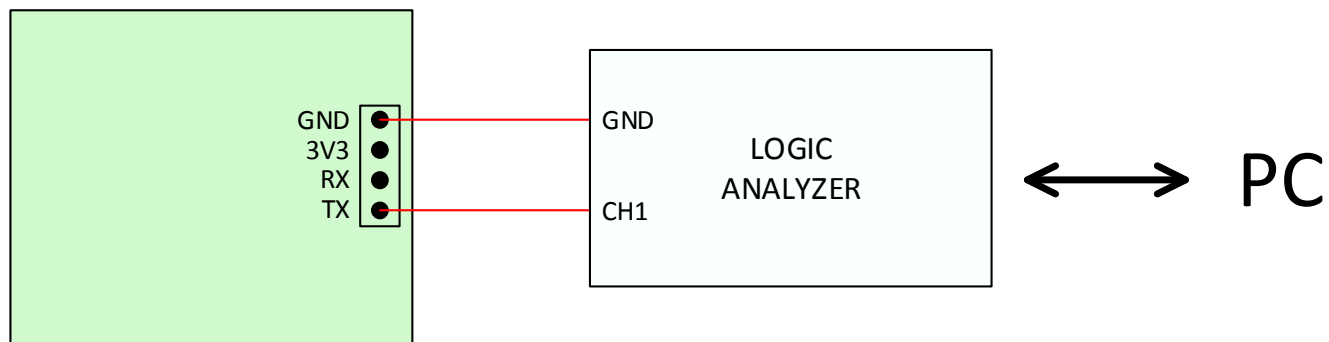 GND
3V3
RX
TX
GND
CH1
LOGIC
ANALYZER
PC